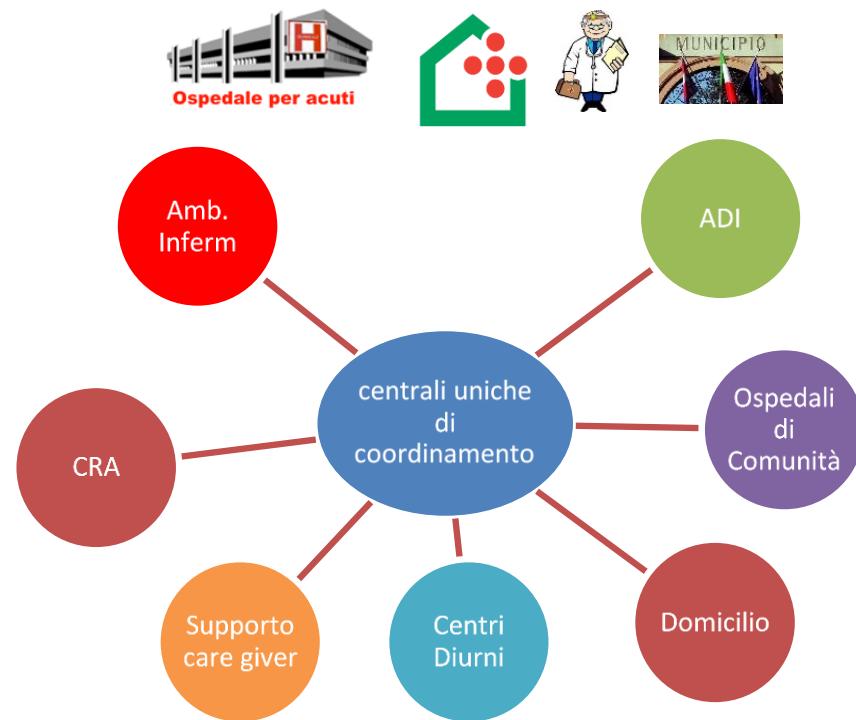 Ospedale per acuti
MUNICIPIO
Amb.
Inferm
ADI
centrali uniche
di
coordinamento
Ospedali
di
Comunità
CRA
Supporto
care giver
Centri
Diurni
Domicilio